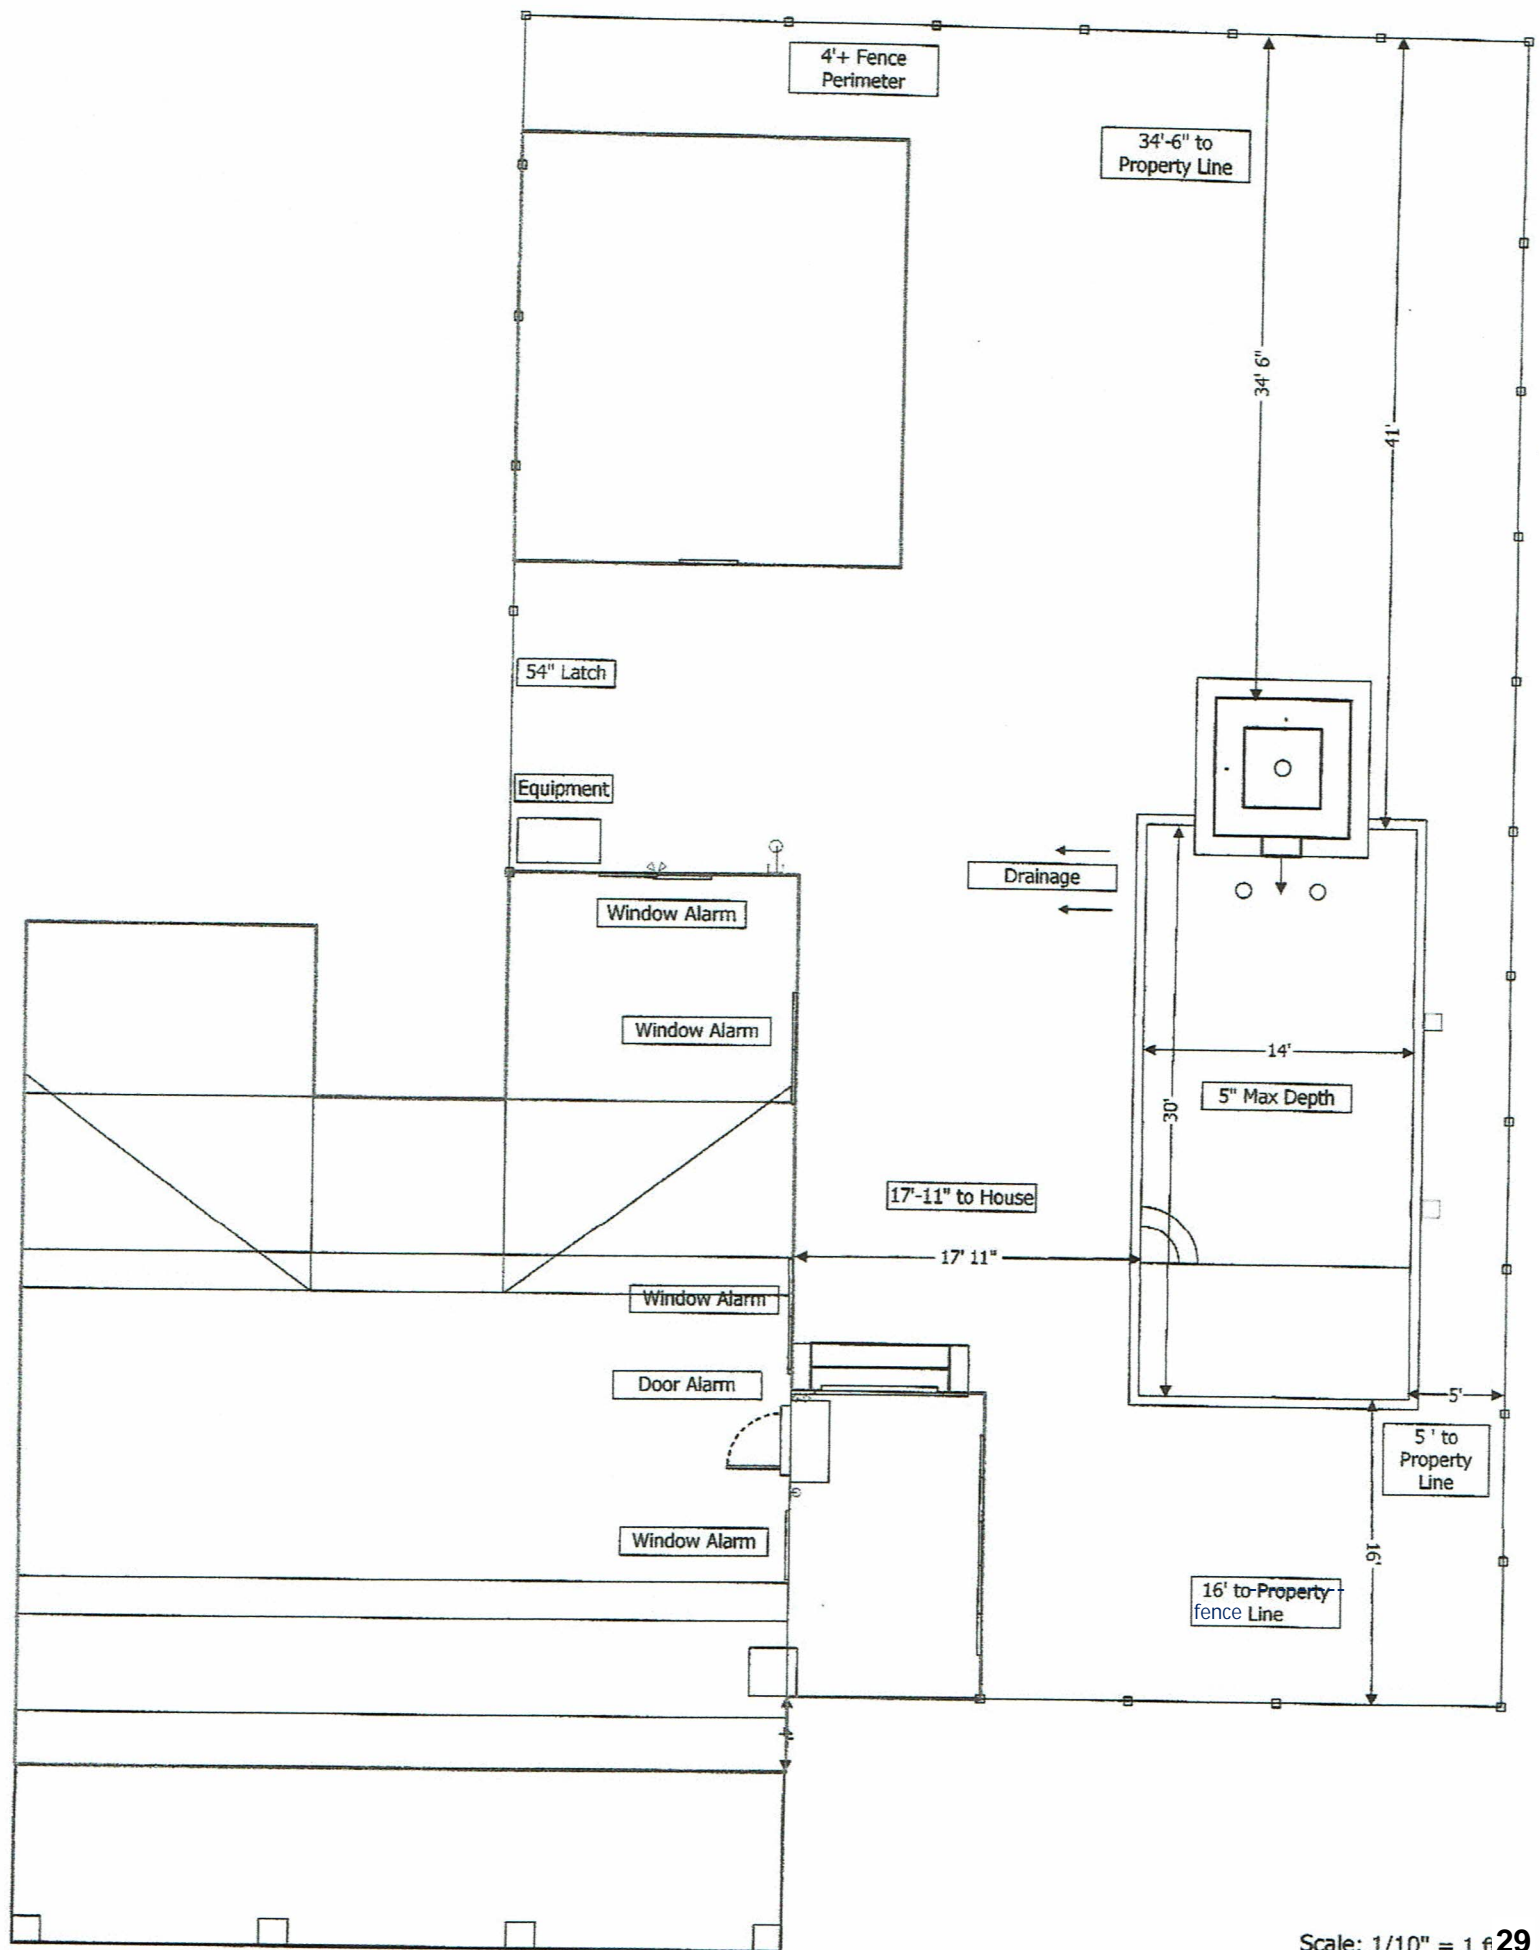 4'+ Fence
Perimeter
34'-6" to
Property Line
34' 6"
41'
54" Latch
Equipment
Drainage
Window Alarm
Window Alarm
14'
5" Max Depth
30'
17'-11" to House
17' 11"
Window Alarm
Door Alarm
5'
5 ' to
Property
Line
Window Alarm
16'
16' to Property
fence Line
Scale: 1/10" = 1 f
29